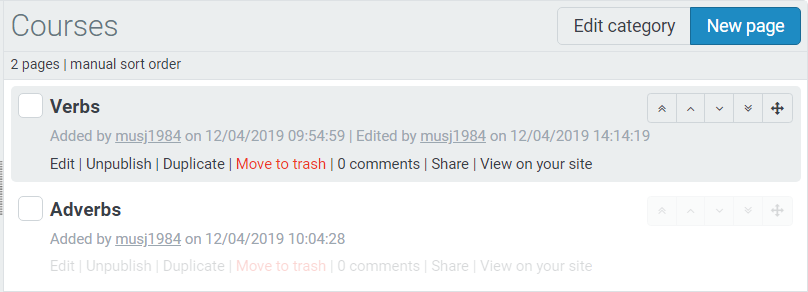 Courses
Edit category
New page
2 pages | manual sort order
Verbs
Added by musj1984 on 12/04/2019 09:54:59 | Edited by musj1984 on 12/04/2019 14:14:19
Edit | Unpublish | Duplicate | Move to trash | 0 comments | Share | View on your site
Adverbs
Added by musj1984 on 12/04/2019 10:04:28
Edit | Unpublish | Duplicate | Move to trash | 0 comments | Share | View on your site